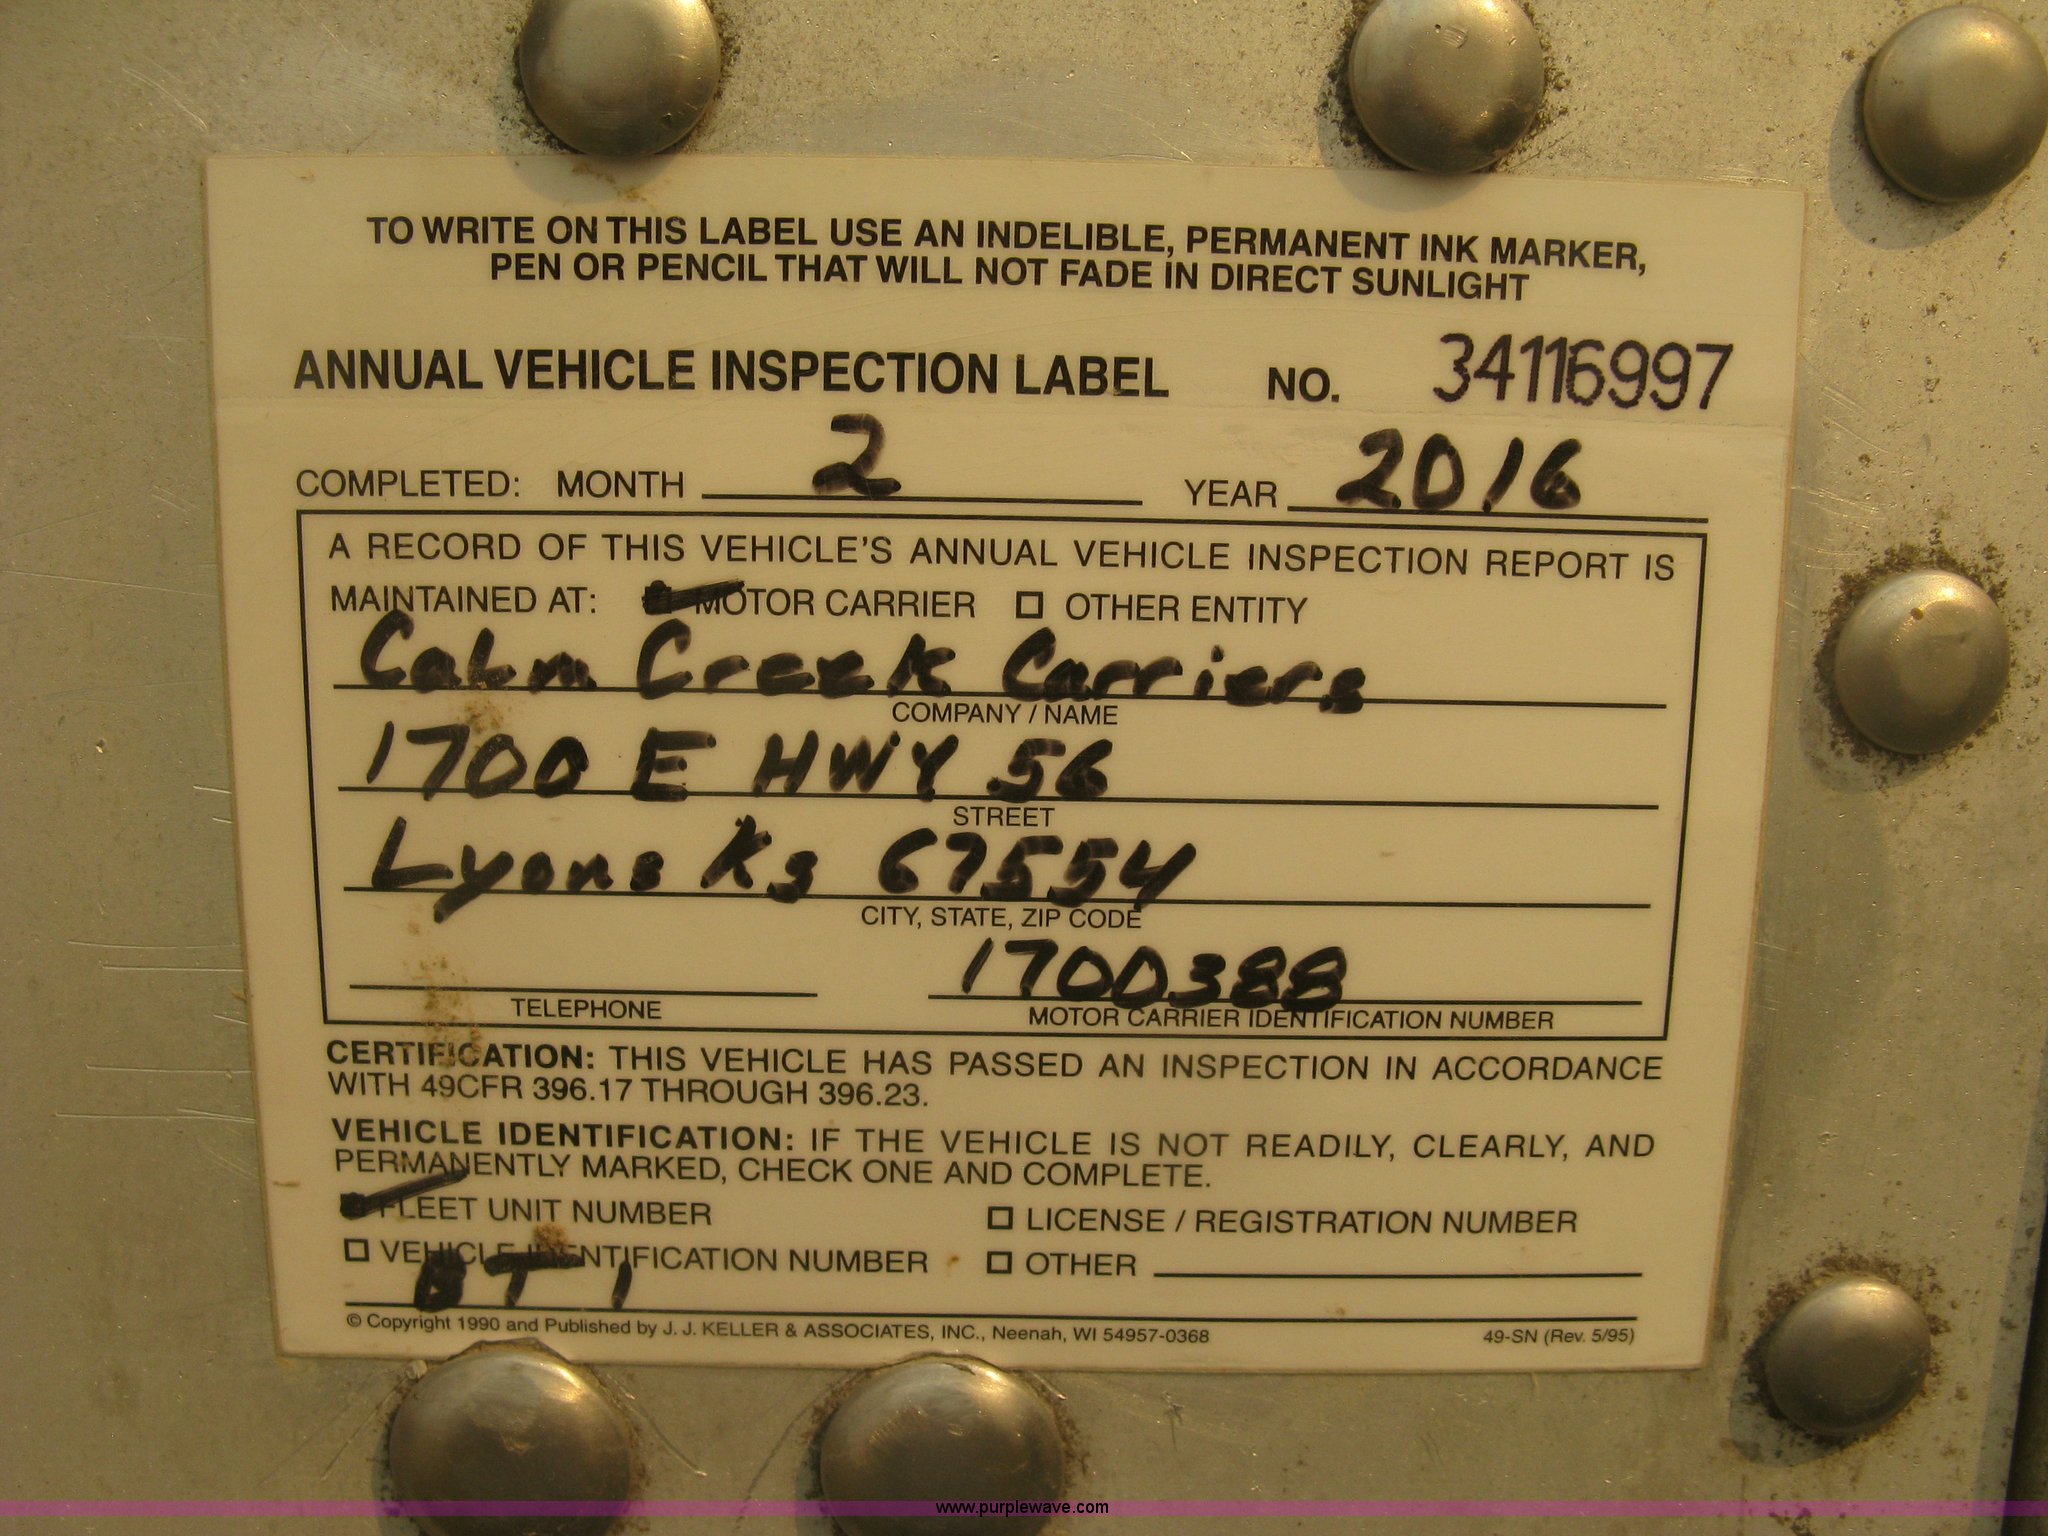 TO WRITE ON THIS LABEL USE AN INDELIBLE, PERMANENT INK MARKER,
PEN OR PENCIL THAT WILL NOT FADE IN DIRECT SUNLIGHT
ANNUAL VEHICLE INSPECTION LABEL NO. 34116997
COMPLETED: MONTH 2 YEAR 2016
A RECORD OF THIS VEHICLE'S ANNUAL VEHICLE INSPECTION REPORT IS
MAINTAINED AT: MOTOR CARRIER OTHER ENTITY
Calm Creek Carriers
COMPANY / NAME
1700 E HWY 56
STREET
Lyons Ks 67554
CITY, STATE, ZIP CODE
1700388
TELEPHONE MOTOR CARRIER IDENTIFICATION NUMBER
CERTIFICATION: THIS VEHICLE HAS PASSED AN INSPECTION IN ACCORDANCE
WITH 49CFR 396.17 THROUGH 396.23.
VEHICLE IDENTIFICATION: IF THE VEHICLE IS NOT READILY, CLEARLY, AND
PERMANENTLY MARKED, CHECK ONE AND COMPLETE.
FLEET UNIT NUMBER LICENSE / REGISTRATION NUMBER
VEHICLE IDENTIFICATION NUMBER OTHER
© Copyright 1990 and Published by J. J. KELLER & ASSOCIATES, INC., Neenah, WI 54957-0368 49-SN (Rev. 5/95)
www.purplewave.com